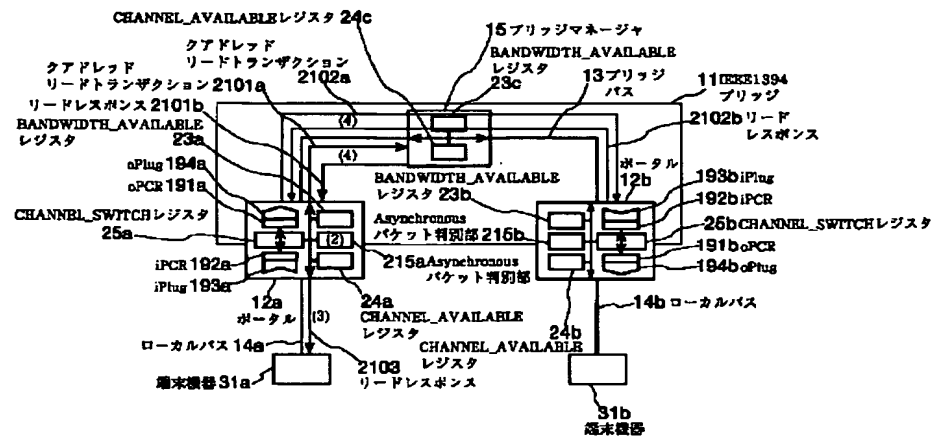 CHANNEL_AVAILABLEレジスタ 24c
15 ブリッジマネージャ
クアドレッド
リードトランザクション
2102a
BANDWIDTH_AVAILABLE
レジスタ
23c
クアドレッド
リードトランザクション 2101a
13 ブリッジ
バス
11 IEEE1394
ブリッジ
リードレスポンス 2101b
BANDWIDTH_AVAILABLE
レジスタ
23a
(4)
(4)
2102b リード
レスポンス
oPlug 194a
oPCR 191a
BANDWIDTH_AVAILABLE
レジスタ 23b
ポータル
12b
193b iPlug
192b iPCR
CHANNEL_SWITCHレジスタ
25a
Asynchronous
パケット判別部 215b
25b CHANNEL_SWITCHレジスタ
(2)
iPCR 192a
iPlug 193a
215a Asynchronous
パケット判別部
191b oPCR
194b oPlug
12a
ポータル
24a
CHANNEL_AVAILABLE
レジスタ
(3)
24b
14b ローカルバス
ローカルバス 14a
CHANNEL_AVAILABLE
レジスタ
2103
リードレスポンス
端末機器 31a
31b
端末機器